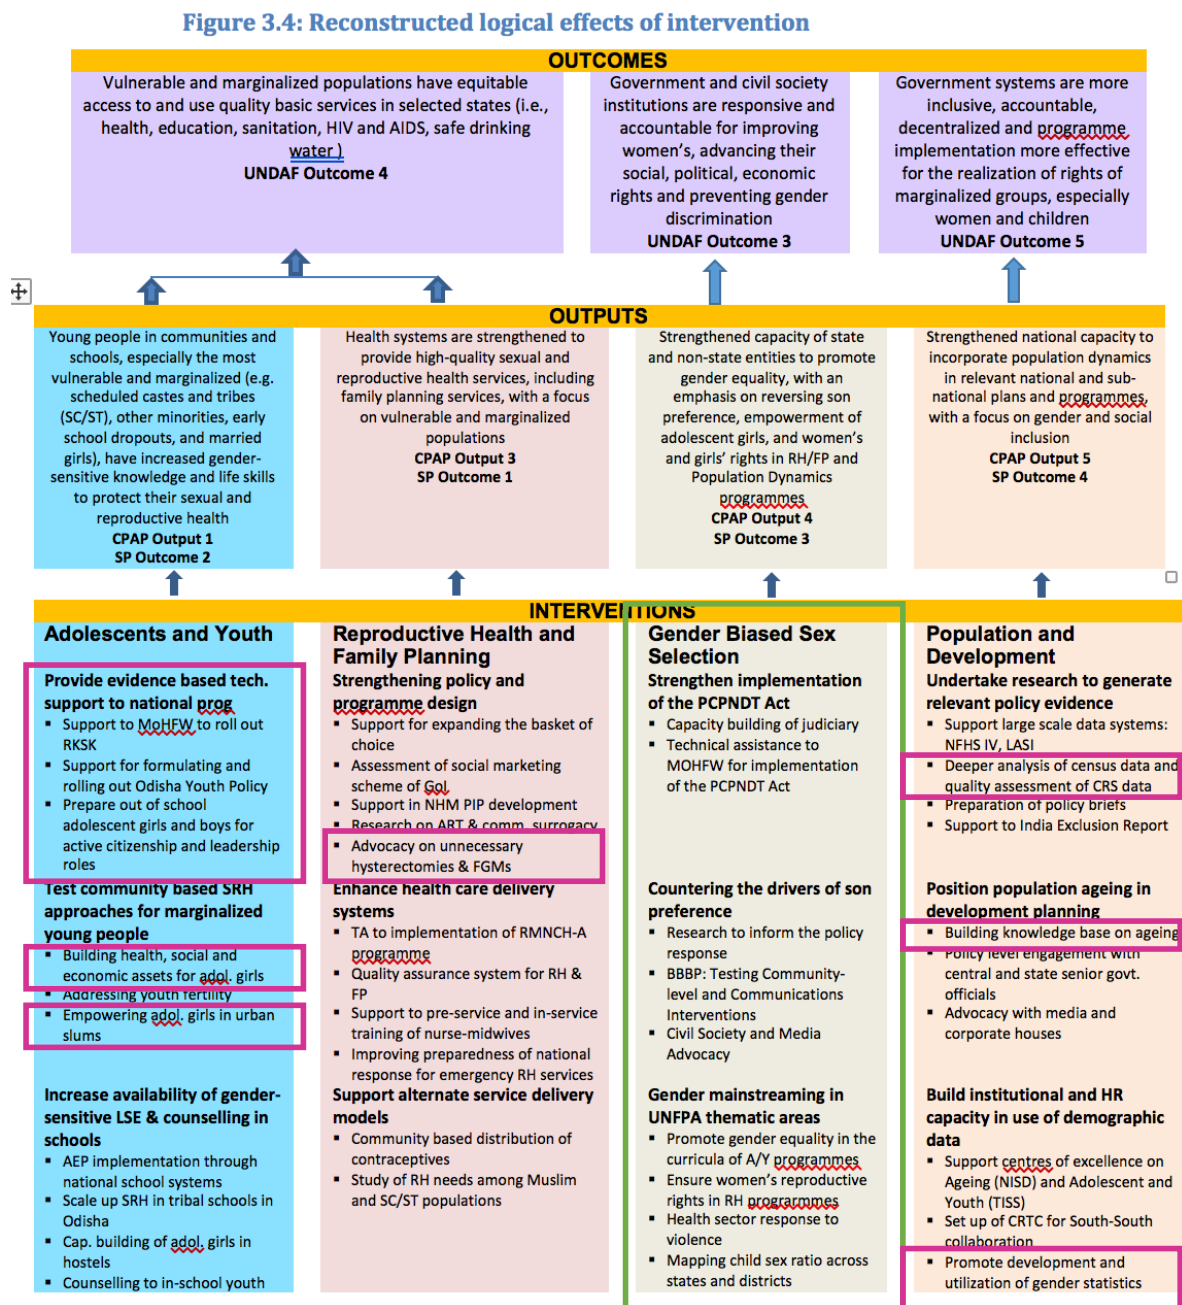 Figure 3.4: Reconstructed logical effects of intervention
OUTCOMES
Vulnerable and marginalized populations have equitable
access to and use quality basic services in selected states (i.e.,
health, education, sanitation, HIV and AIDS, safe drinking
water )
UNDAF Outcome 4
Government and civil society
institutions are responsive and
accountable for improving
women’s, advancing their
social, political, economic
rights and preventing gender
discrimination
UNDAF Outcome 3
Government systems are more
inclusive, accountable,
decentralized and programme
implementation more effective
for the realization of rights of
marginalized groups, especially
women and children
UNDAF Outcome 5
OUTPUTS
Young people in communities and
schools, especially the most
vulnerable and marginalized (e.g.
scheduled castes and tribes
(SC/ST), other minorities, early
school dropouts, and married
girls), have increased gender-
sensitive knowledge and life skills
to protect their sexual and
reproductive health
CPAP Output 1
SP Outcome 2
Health systems are strengthened to
provide high-quality sexual and
reproductive health services, including
family planning services, with a focus
on vulnerable and marginalized
populations
CPAP Output 3
SP Outcome 1
Strengthened capacity of state
and non-state entities to promote
gender equality, with an
emphasis on reversing son
preference, empowerment of
adolescent girls, and women’s
and girls’ rights in RH/FP and
Population Dynamics
programmes
CPAP Output 4
SP Outcome 3
Strengthened national capacity to
incorporate population dynamics
in relevant national and sub-
national plans and programmes,
with a focus on gender and social
inclusion
CPAP Output 5
SP Outcome 4
INTERVENTIONS
Adolescents and Youth
Provide evidence based tech.
support to national prog
▪ Support to MoHFW to roll out
RKSK
▪ Support for formulating and
rolling out Odisha Youth Policy
▪ Prepare out of school
adolescent girls and boys for
active citizenship and leadership
roles
Test community based SRH
approaches for marginalized
young people
▪ Building health, social and
economic assets for adol. girls
▪ Addressing youth fertility
▪ Empowering adol. girls in urban
slums
Increase availability of gender-
sensitive LSE & counselling in
schools
▪ AEP implementation through
national school systems
▪ Scale up SRH in tribal schools in
Odisha
▪ Cap. building of adol. girls in
hostels
▪ Counselling to in-school youth
Reproductive Health and
Family Planning
Strengthening policy and
programme design
▪ Support for expanding the basket of
choice
▪ Assessment of social marketing
scheme of GoI
▪ Support in NHM PIP development
▪ Research on ART & comm. surrogacy
▪ Advocacy on unnecessary
hysterectomies & FGMs
Enhance health care delivery
systems
▪ TA to implementation of RMNCH-A
programme
▪ Quality assurance system for RH &
FP
▪ Support to pre-service and in-service
training of nurse-midwives
▪ Improving preparedness of national
response for emergency RH services
Support alternate service delivery
models
▪ Community based distribution of
contraceptives
▪ Study of RH needs among Muslim
and SC/ST populations
Gender Biased Sex
Selection
Strengthen implementation
of the PCPNDT Act
▪ Capacity building of judiciary
▪ Technical assistance to
MOHFW for implementation
of the PCPNDT Act
Countering the drivers of son
preference
▪ Research to inform the policy
response
▪ BBBP: Testing Community-
level and Communications
Interventions
▪ Civil Society and Media
Advocacy
Gender mainstreaming in
UNFPA thematic areas
▪ Promote gender equality in the
curricula of A/Y programmes
▪ Ensure women’s reproductive
rights in RH prograrmmes
▪ Health sector response to
violence
▪ Mapping child sex ratio across
states and districts
Population and
Development
Undertake research to generate
relevant policy evidence
▪ Support large scale data systems:
NFHS IV, LASI
▪ Deeper analysis of census data and
quality assessment of CRS data
▪ Preparation of policy briefs
▪ Support to India Exclusion Report
Position population ageing in
development planning
▪ Building knowledge base on ageing
▪ Policy level engagement with
central and state senior govt.
officials
▪ Advocacy with media and
corporate houses
Build institutional and HR
capacity in use of demographic
data
▪ Support centres of excellence on
Ageing (NISD) and Adolescent and
Youth (TISS)
▪ Set up of CRTC for South-South
collaboration
▪ Promote development and
utilization of gender statistics